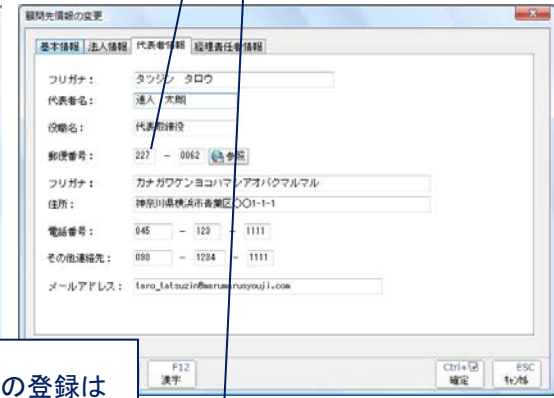 顧問先情報の変更
基本情報 法人情報 代表者情報 経理責任者情報
フリガナ： タツジン タロウ
代表者名： 達人 太郎
役職名： 代表取締役
郵便番号： 227 － 0062 参照
フリガナ： カナガワケンヨコハマシアオバクマルマル
住所： 神奈川県横浜市青葉区○○1-1-1
電話番号： 045 － 123 － 1111
その他連絡先： 090 － 1234 － 1111
メールアドレス： taro_tatsuzin@marumarusyouji.com
の登録は
F12 漢字
Ctrl+ 確定
ESC ｷｬﾝｾﾙ